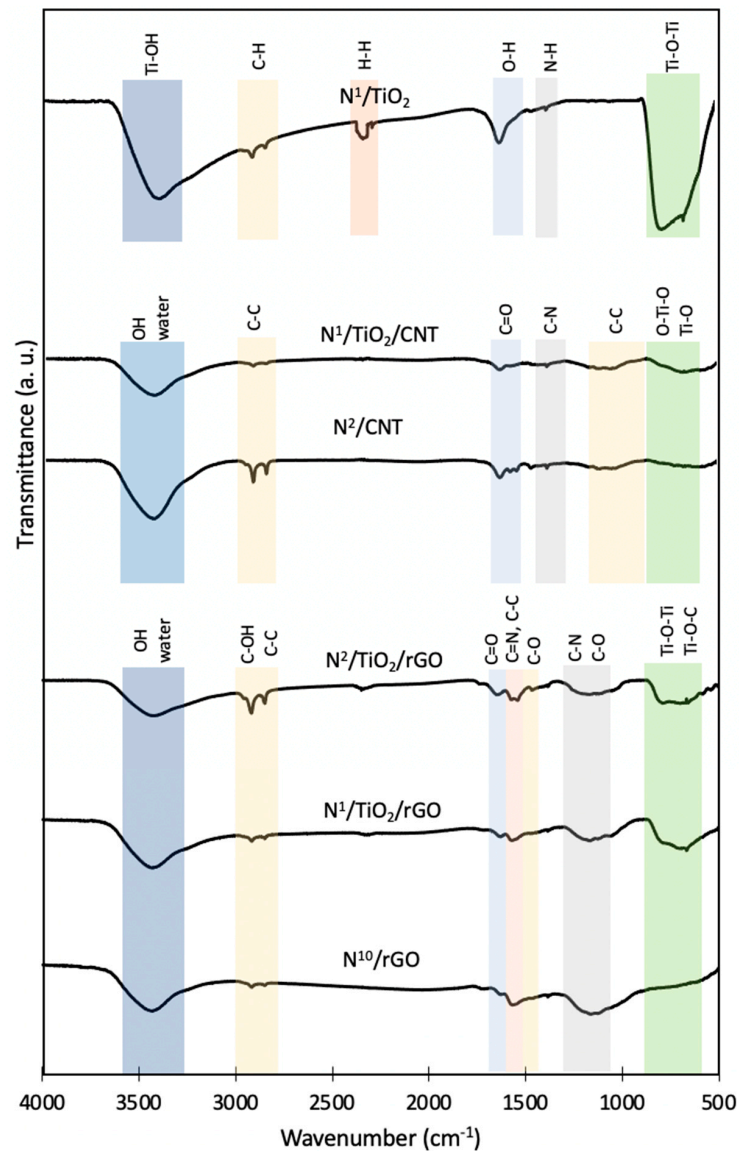 Ti-OH
C-H
H-H
O-H
N-H
Ti-O-Ti
N¹/TiO₂
OH
water
C-C
C=O
C-N
C-C
O-Ti-O
Ti-O
N¹/TiO₂/CNT
N²/CNT
OH
water
C-OH
C-C
C=O
C=N, C-C
C-O
C-N
C-O
Ti-O-Ti
Ti-O-C
N²/TiO₂/rGO
N¹/TiO₂/rGO
N¹⁰/rGO
Transmittance (a. u.)
4000 3500 3000 2500 2000 1500 1000 500
Wavenumber (cm⁻¹)